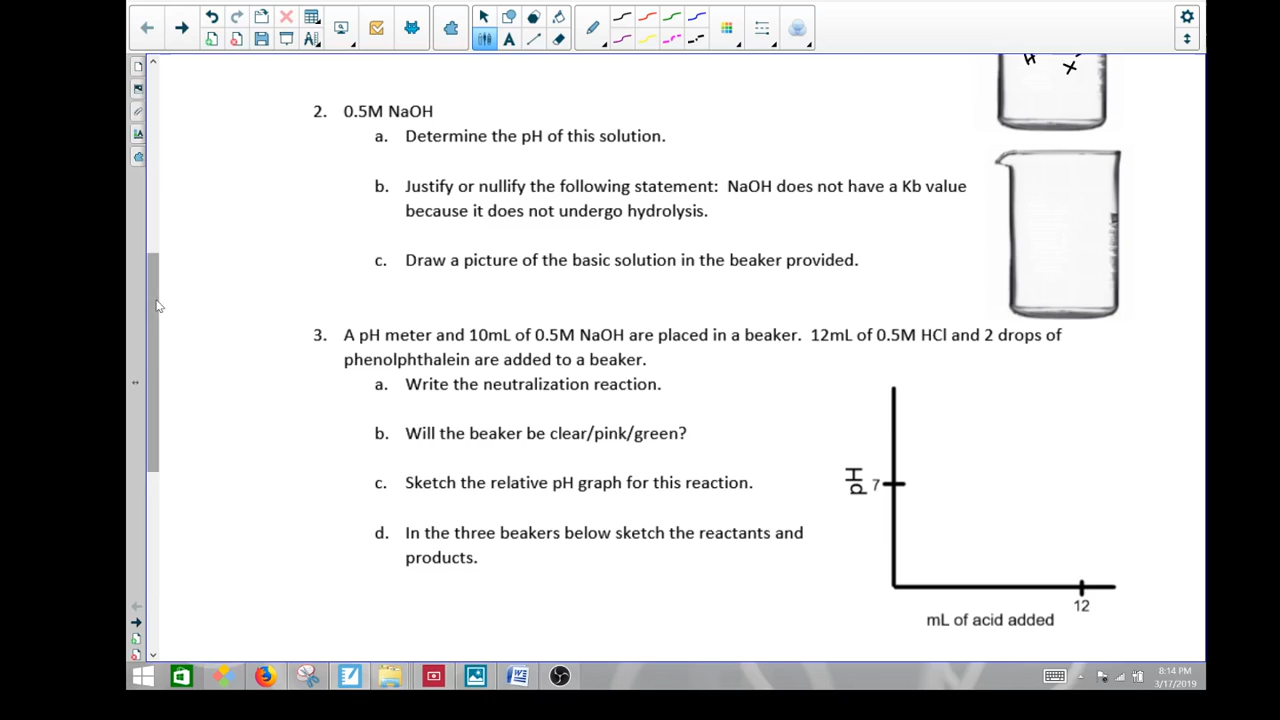 H X
2. 0.5M NaOH
a. Determine the pH of this solution.
b. Justify or nullify the following statement: NaOH does not have a Kb value
because it does not undergo hydrolysis.
c. Draw a picture of the basic solution in the beaker provided.
3. A pH meter and 10mL of 0.5M NaOH are placed in a beaker. 12mL of 0.5M HCl and 2 drops of
phenolphthalein are added to a beaker.
a. Write the neutralization reaction.
b. Will the beaker be clear/pink/green?
c. Sketch the relative pH graph for this reaction.
d. In the three beakers below sketch the reactants and
products.
pH
7
12
mL of acid added
8:14 PM
3/17/2019